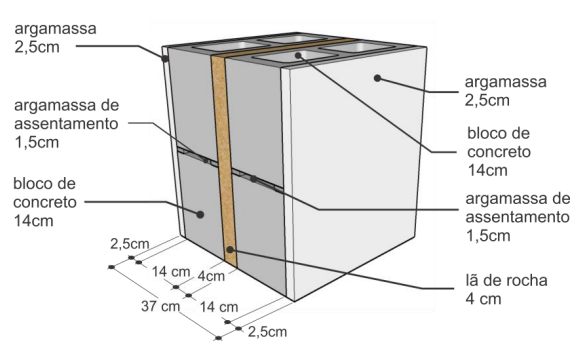 argamassa
2,5cm
argamassa de
assentamento
1,5cm
bloco de
concreto
14cm
argamassa
2,5cm
bloco de
concreto
14cm
argamassa de
assentamento
1,5cm
lã de rocha
4 cm
2,5cm
14 cm
4cm
37 cm
14 cm
2,5cm